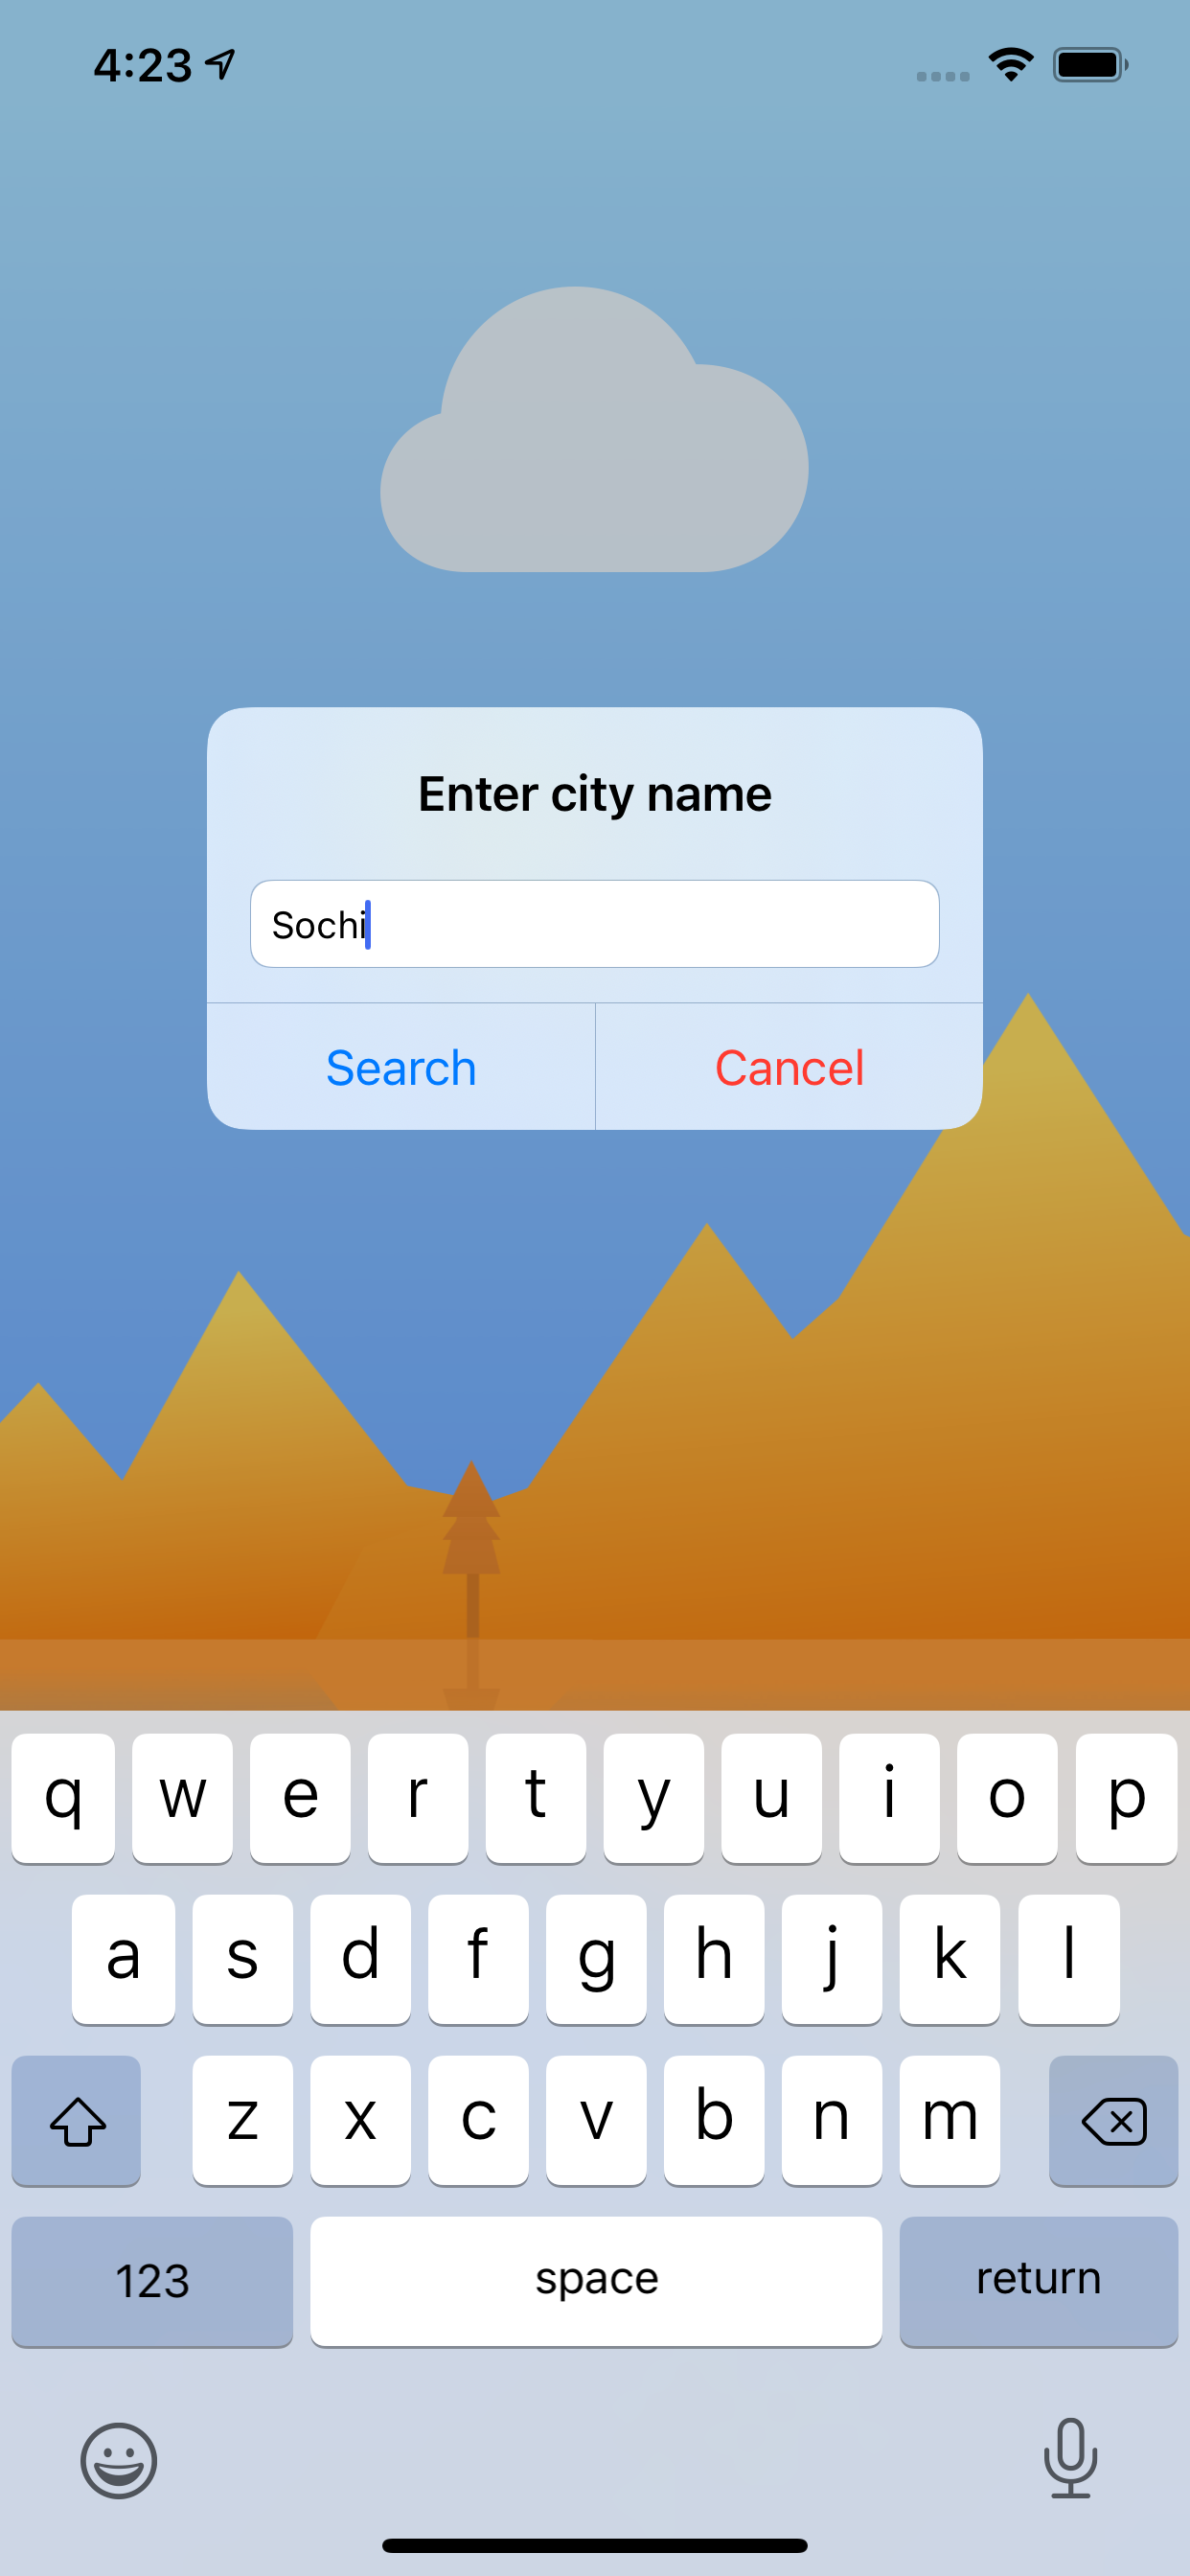 4:23
Enter city name
Sochi
Search Cancel
q w e r t y u i o p
a s d f g h j k l
z x c v b n m
123 space return